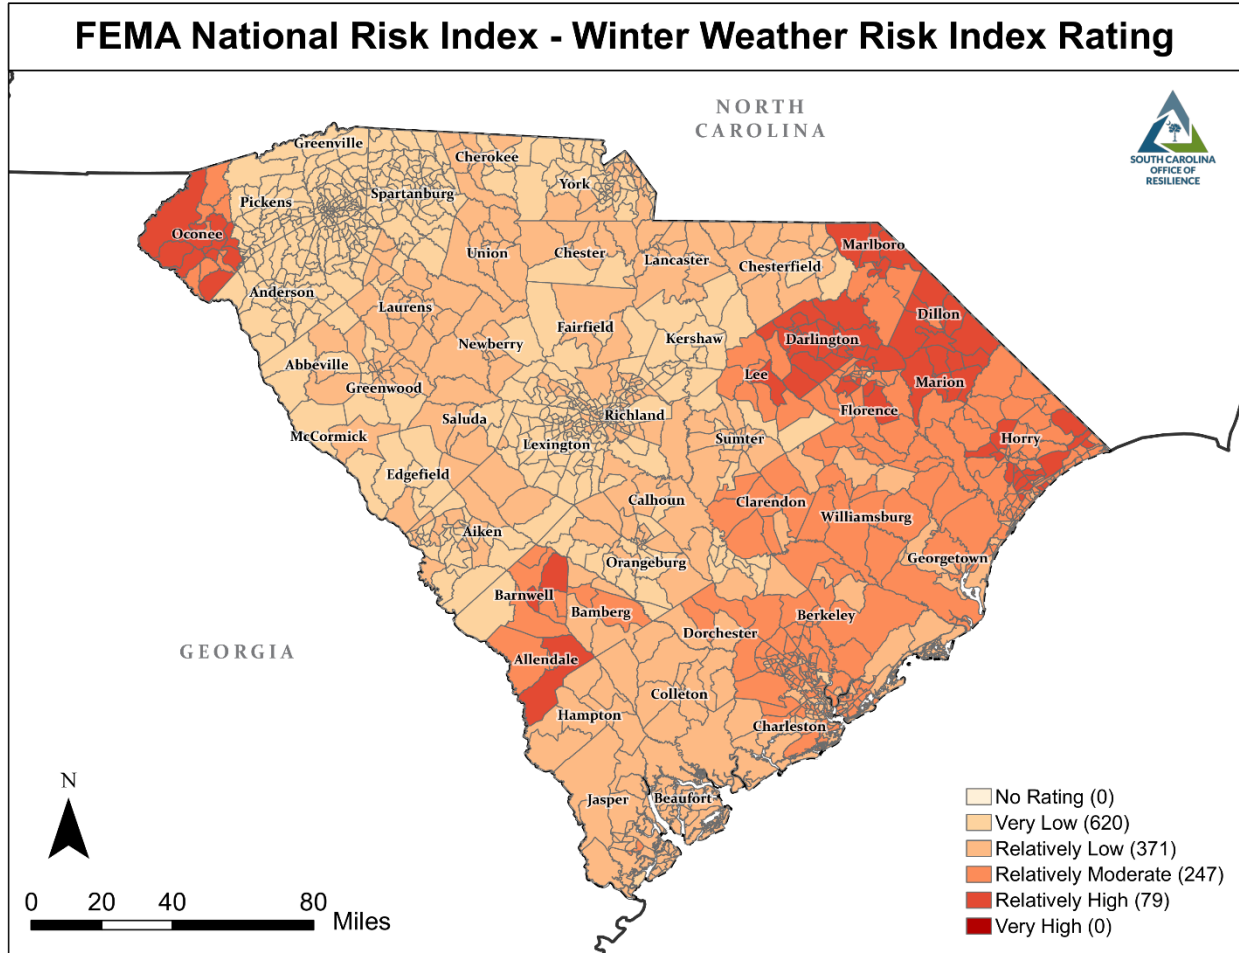 FEMA National Risk Index - Winter Weather Risk Index Rating
NORTH
CAROLINA
SOUTH CAROLINA
OFFICE OF
RESILIENCE
Greenville
Cherokee
York
Spartanburg
Pickens
Oconee
Marlboro
Union
Chester
Lancaster
Chesterfield
Anderson
Laurens
Dillon
Fairfield
Kershaw
Darlington
Newberry
Abbeville
Greenwood
Lee
Marion
Florence
Richland
Saluda
McCormick
Lexington
Sumter
Horry
Edgefield
Calhoun
Clarendon
Williamsburg
Aiken
Orangeburg
Georgetown
Barnwell
Bamberg
Berkeley
Dorchester
GEORGIA
Allendale
Colleton
Hampton
Charleston
Jasper
Beaufort
N
0 20 40 80 Miles
No Rating (0)
Very Low (620)
Relatively Low (371)
Relatively Moderate (247)
Relatively High (79)
Very High (0)